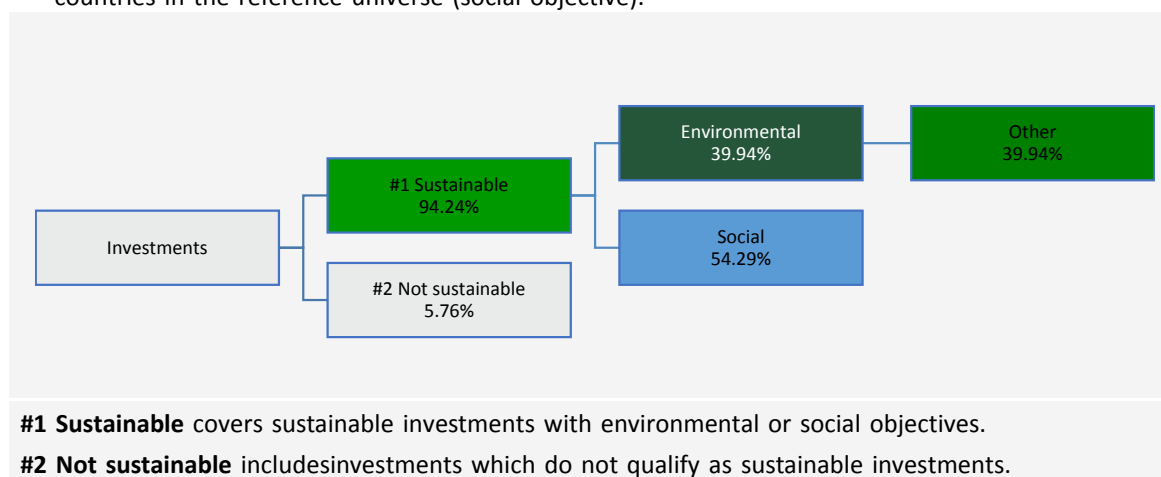 countries in the reference universe (social objective).
Environmental
39.94%
Other
39.94%
#1 Sustainable
94.24%
Investments
Social
54.29%
#2 Not sustainable
5.76%
#1 Sustainable covers sustainable investments with environmental or social objectives.
#2 Not sustainable includesinvestments which do not qualify as sustainable investments.